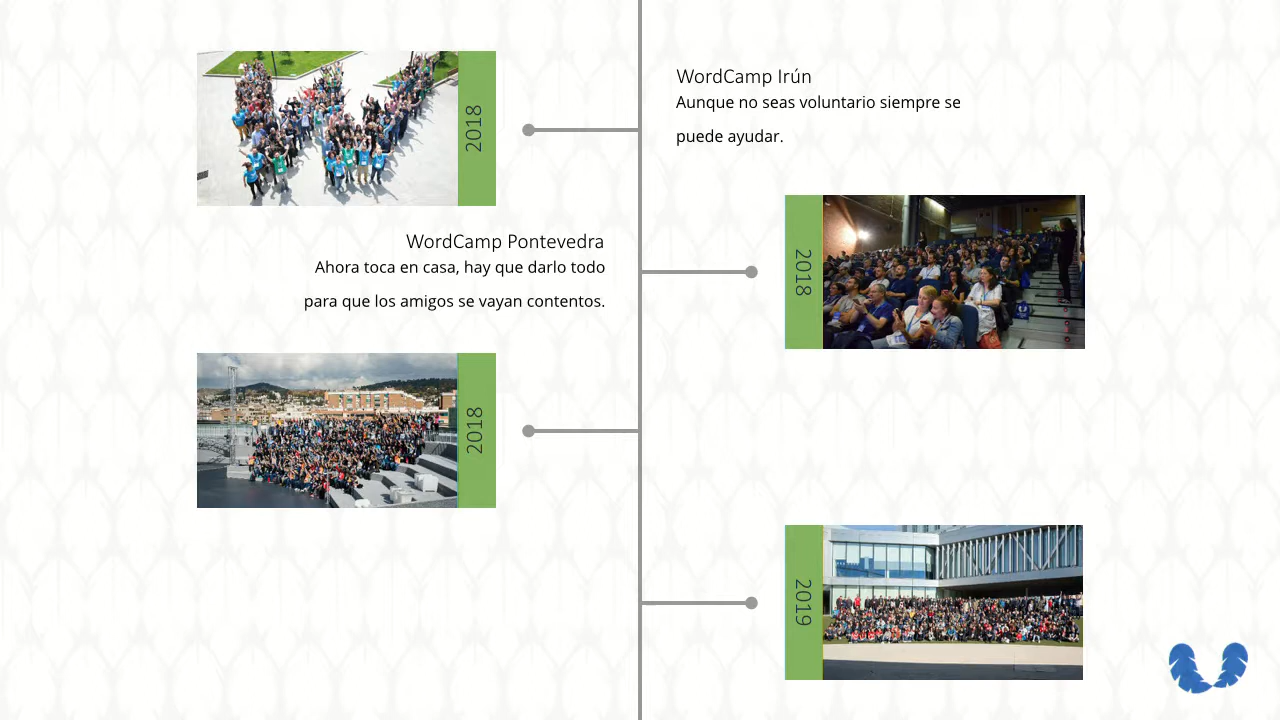 2018
WordCamp Irún
Aunque no seas voluntario siempre se
puede ayudar.
WordCamp Pontevedra
Ahora toca en casa, hay que darlo todo
para que los amigos se vayan contentos.
2018
2018
2019